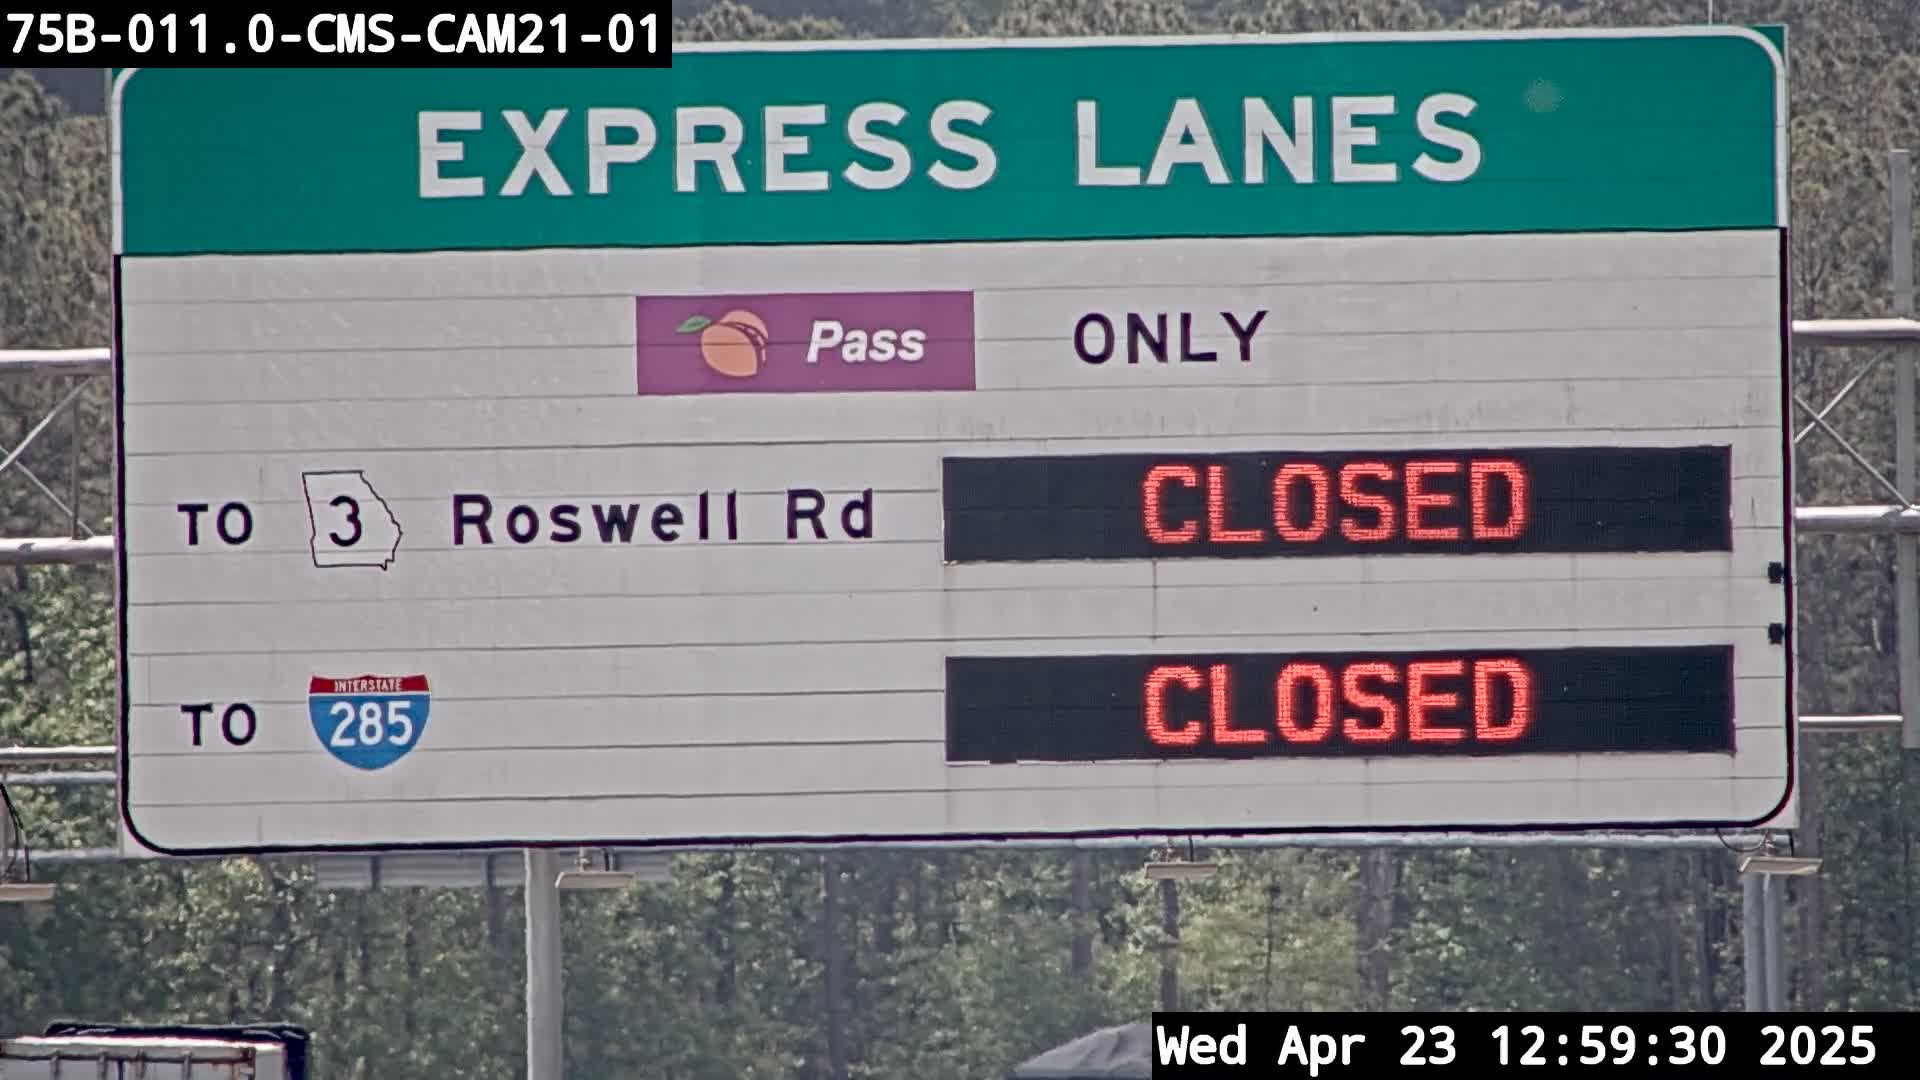 75B-011.0-CMS-CAM21-01
EXPRESS LANES
Pass ONLY
TO 3 Roswell Rd CLOSED
TO INTERSTATE 285 CLOSED
Wed Apr 23 12:59:30 2025